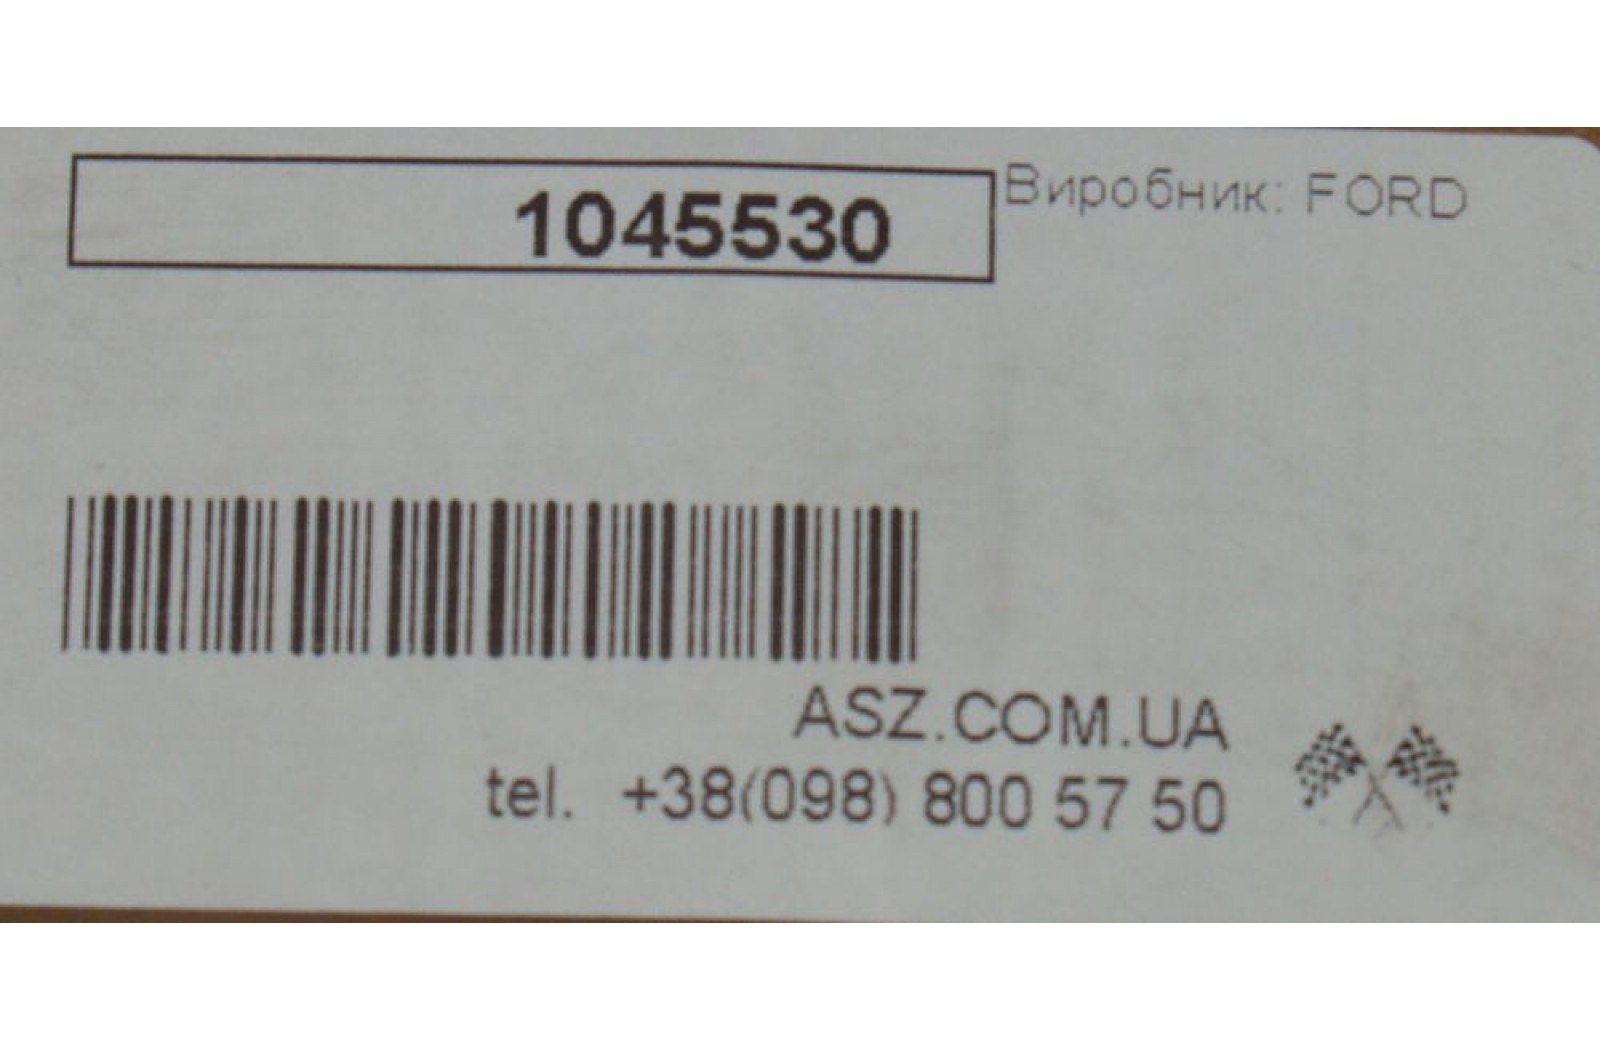 1045530
Виробник: FORD
ASZ.COM.UA
tel. +38(098) 800 57 50